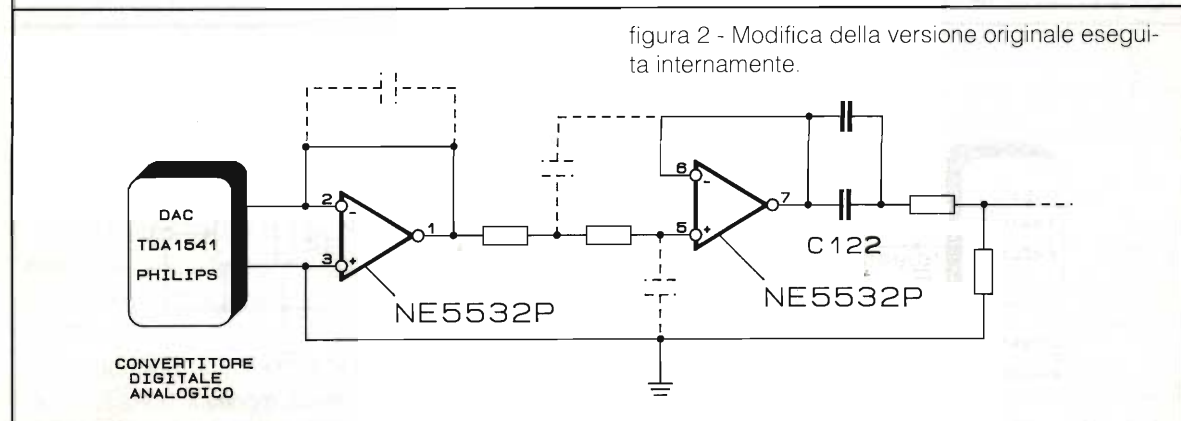 figura 2 - Modifica della versione originale esegui-
ta internamente.
DAC
TDA1541
PHILIPS
2
-
3
+
1
NE5532P
6
-
5
+
7
C122
NE5532P
CONVERTITORE
DIGITALE
ANALOGICO